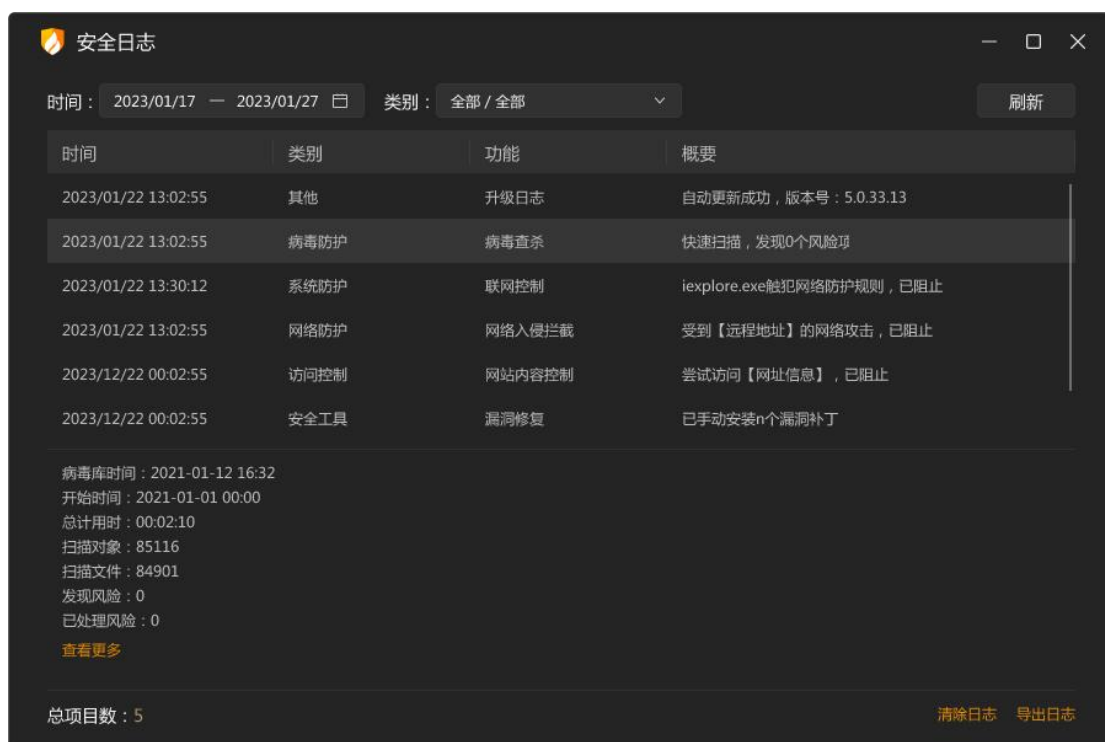 安全日志
时间： 2023/01/17 — 2023/01/27 类别： 全部 / 全部 刷新
时间 类别 功能 概要
2023/01/22 13:02:55 其他 升级日志 自动更新成功，版本号：5.0.33.13
2023/01/22 13:02:55 病毒防护 病毒查杀 快速扫描，发现0个风险项
2023/01/22 13:30:12 系统防护 联网控制 iexplore.exe触犯网络防护规则，已阻止
2023/01/22 13:02:55 网络防护 网络入侵拦截 受到【远程地址】的网络攻击，已阻止
2023/12/22 00:02:55 访问控制 网站内容控制 尝试访问【网址信息】，已阻止
2023/12/22 00:02:55 安全工具 漏洞修复 已手动安装n个漏洞补丁
病毒库时间：2021-01-12 16:32
开始时间：2021-01-01 00:00
总计用时：00:02:10
扫描对象：85116
扫描文件：84901
发现风险：0
已处理风险：0
查看更多
总项目数：5 清除日志 导出日志